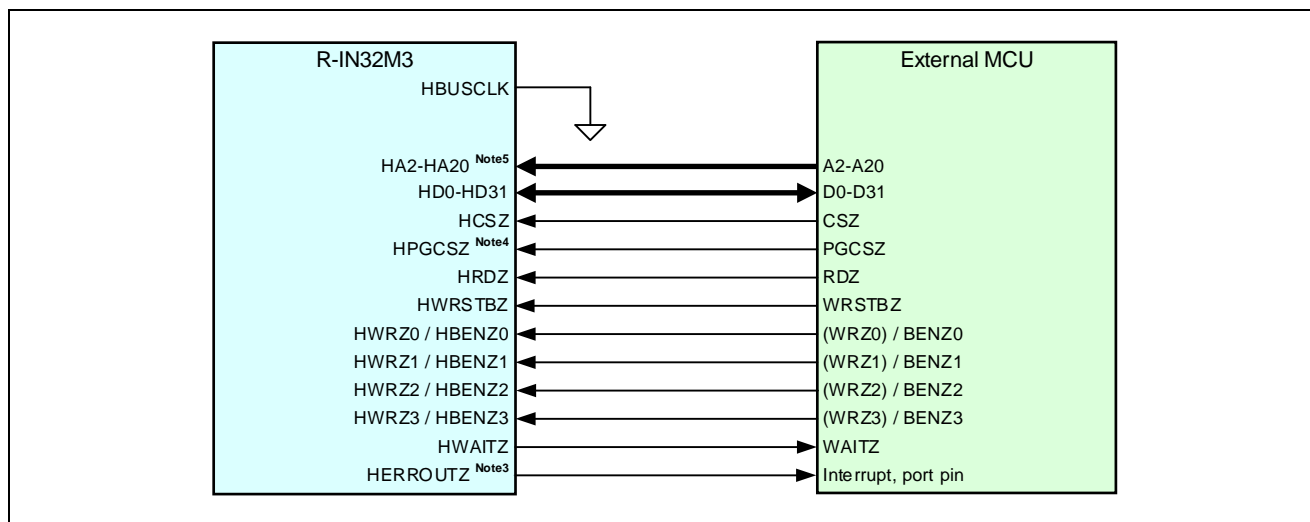 R-IN32M3
External MCU
HBUSCLK
HA2-HA20 Note5
A2-A20
HD0-HD31
D0-D31
HCSZ
CSZ
HPGCSZ Note4
PGCSZ
HRDZ
RDZ
HWRSTBZ
WRSTBZ
HWRZ0 / HBENZ0
(WRZ0) / BENZ0
HWRZ1 / HBENZ1
(WRZ1) / BENZ1
HWRZ2 / HBENZ2
(WRZ2) / BENZ2
HWRZ3 / HBENZ3
(WRZ3) / BENZ3
HWAITZ
WAITZ
HERROUTZ Note3
Interrupt, port pin